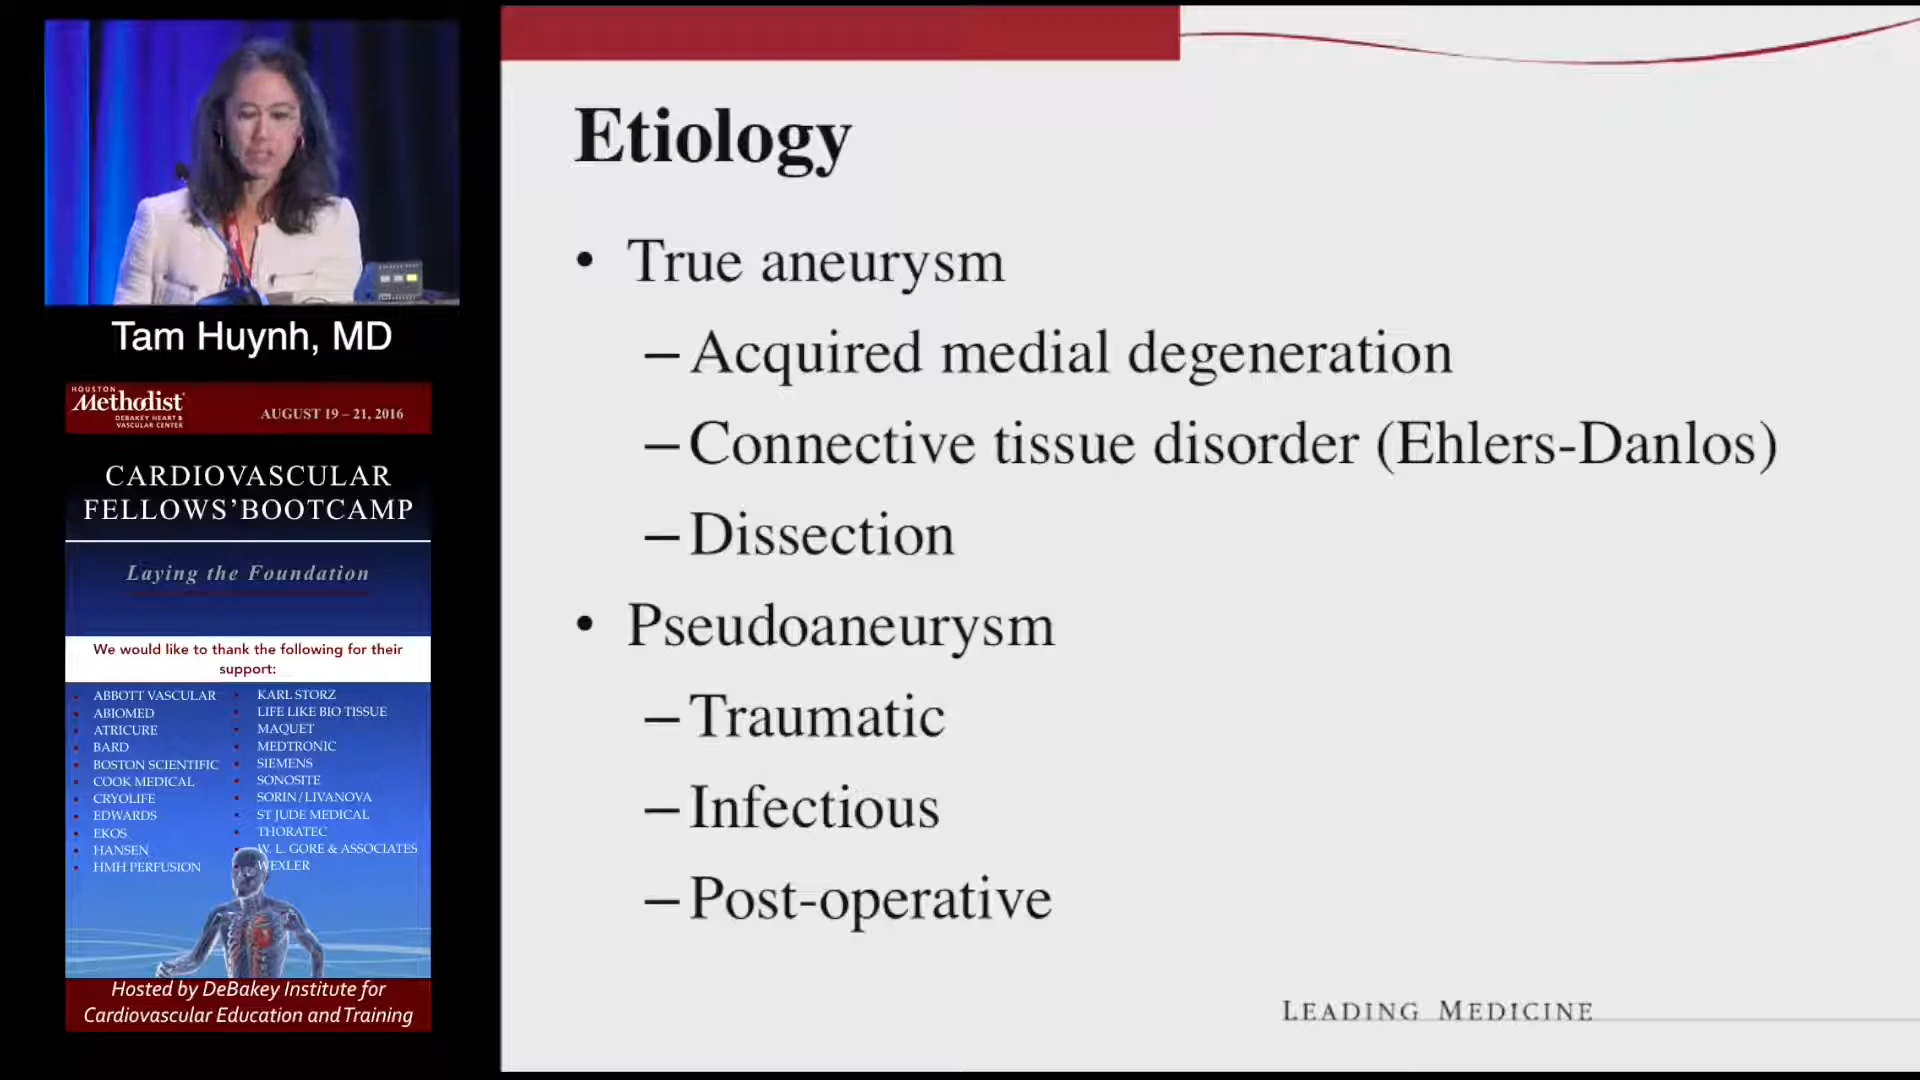 Tam Huynh, MD
HOUSTON
Methodist
DEBAKEY HEART &
VASCULAR CENTER
AUGUST 19 – 21, 2016
CARDIOVASCULAR
FELLOWS’BOOTCAMP
Laying the Foundation
We would like to thank the following for their
support:
• ABBOTT VASCULAR
• ABIOMED
• ATRICURE
• BARD
• BOSTON SCIENTIFIC
• COOK MEDICAL
• CRYOLIFE
• EDWARDS
• EKOS
• HANSEN
• HMH PERFUSION
• KARL STORZ
• LIFE LIKE BIO TISSUE
• MAQUET
• MEDTRONIC
• SIEMENS
• SONOSITE
• SORIN/LIVANOVA
• ST JUDE MEDICAL
• THORATEC
• W. L. GORE & ASSOCIATES
• WEXLER
Hosted by DeBakey Institute for
Cardiovascular Education and Training
Etiology
• True aneurysm
– Acquired medial degeneration
– Connective tissue disorder (Ehlers-Danlos)
– Dissection
• Pseudoaneurysm
– Traumatic
– Infectious
– Post-operative
LEADING MEDICINE